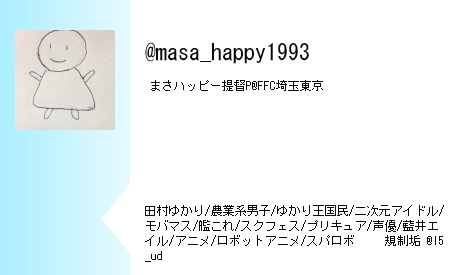 @masa_happy1993
まさハッピー提督P@FFC埼玉東京
田村ゆかり/農業系男子/ゆかり王国民/二次元アイドル/
モバマス/艦これ/スクフェス/プリキュア/声優/藍井エ
イル/アニメ/ロボットアニメ/スパロボ　　規制垢 @l5
_ud